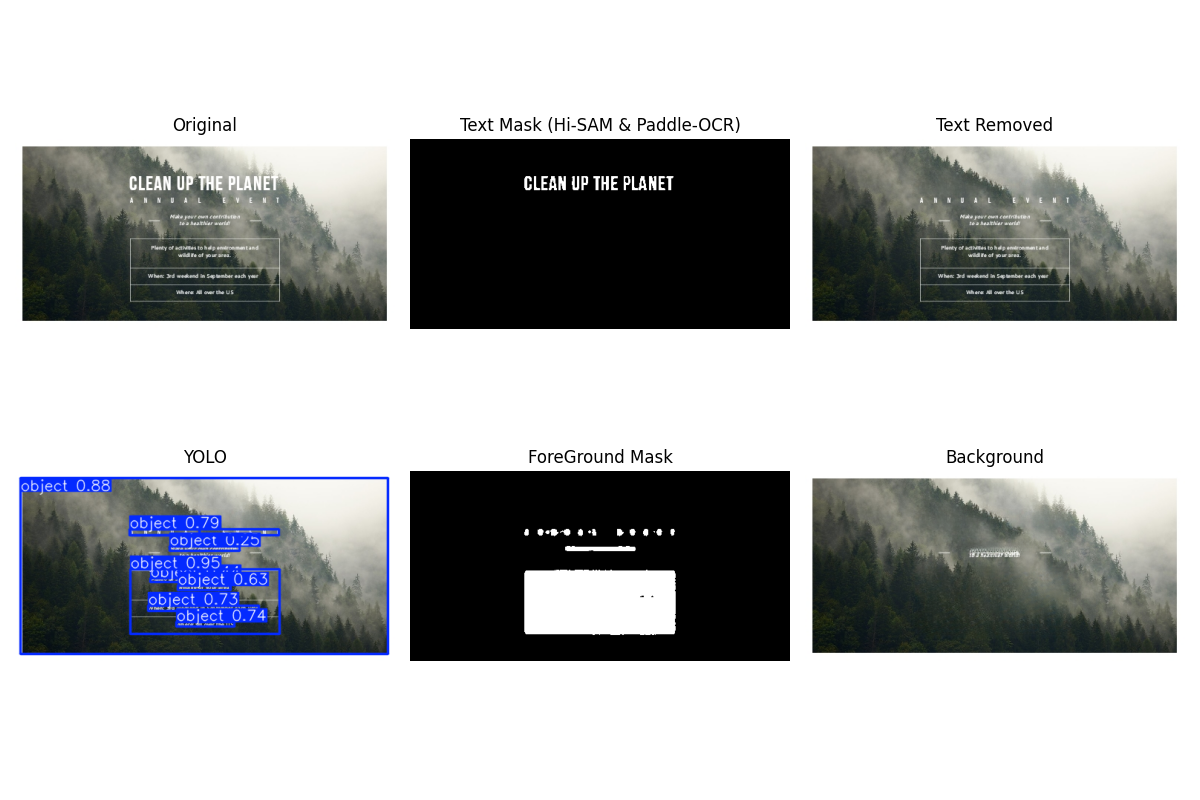 Original
CLEAN UP THE PLANET
ANNUAL EVENT
Make your own contribution
to a healthier world!
Plenty of activities to help environment and
wildlife of your area.
When: 3rd weekend in September each year
Where: All over the US
Text Mask (Hi-SAM & Paddle-OCR)
CLEAN UP THE PLANET
Text Removed
ANNUAL EVENT
Make your own contribution
to a healthier world!
Plenty of activities to help environment and
wildlife of your area.
When: 3rd weekend in September each year
Where: All over the US
YOLO
object 0.88
object 0.79
object 0.25
object 0.95
object 0.63
object 0.73
object 0.74
ForeGround Mask
Background